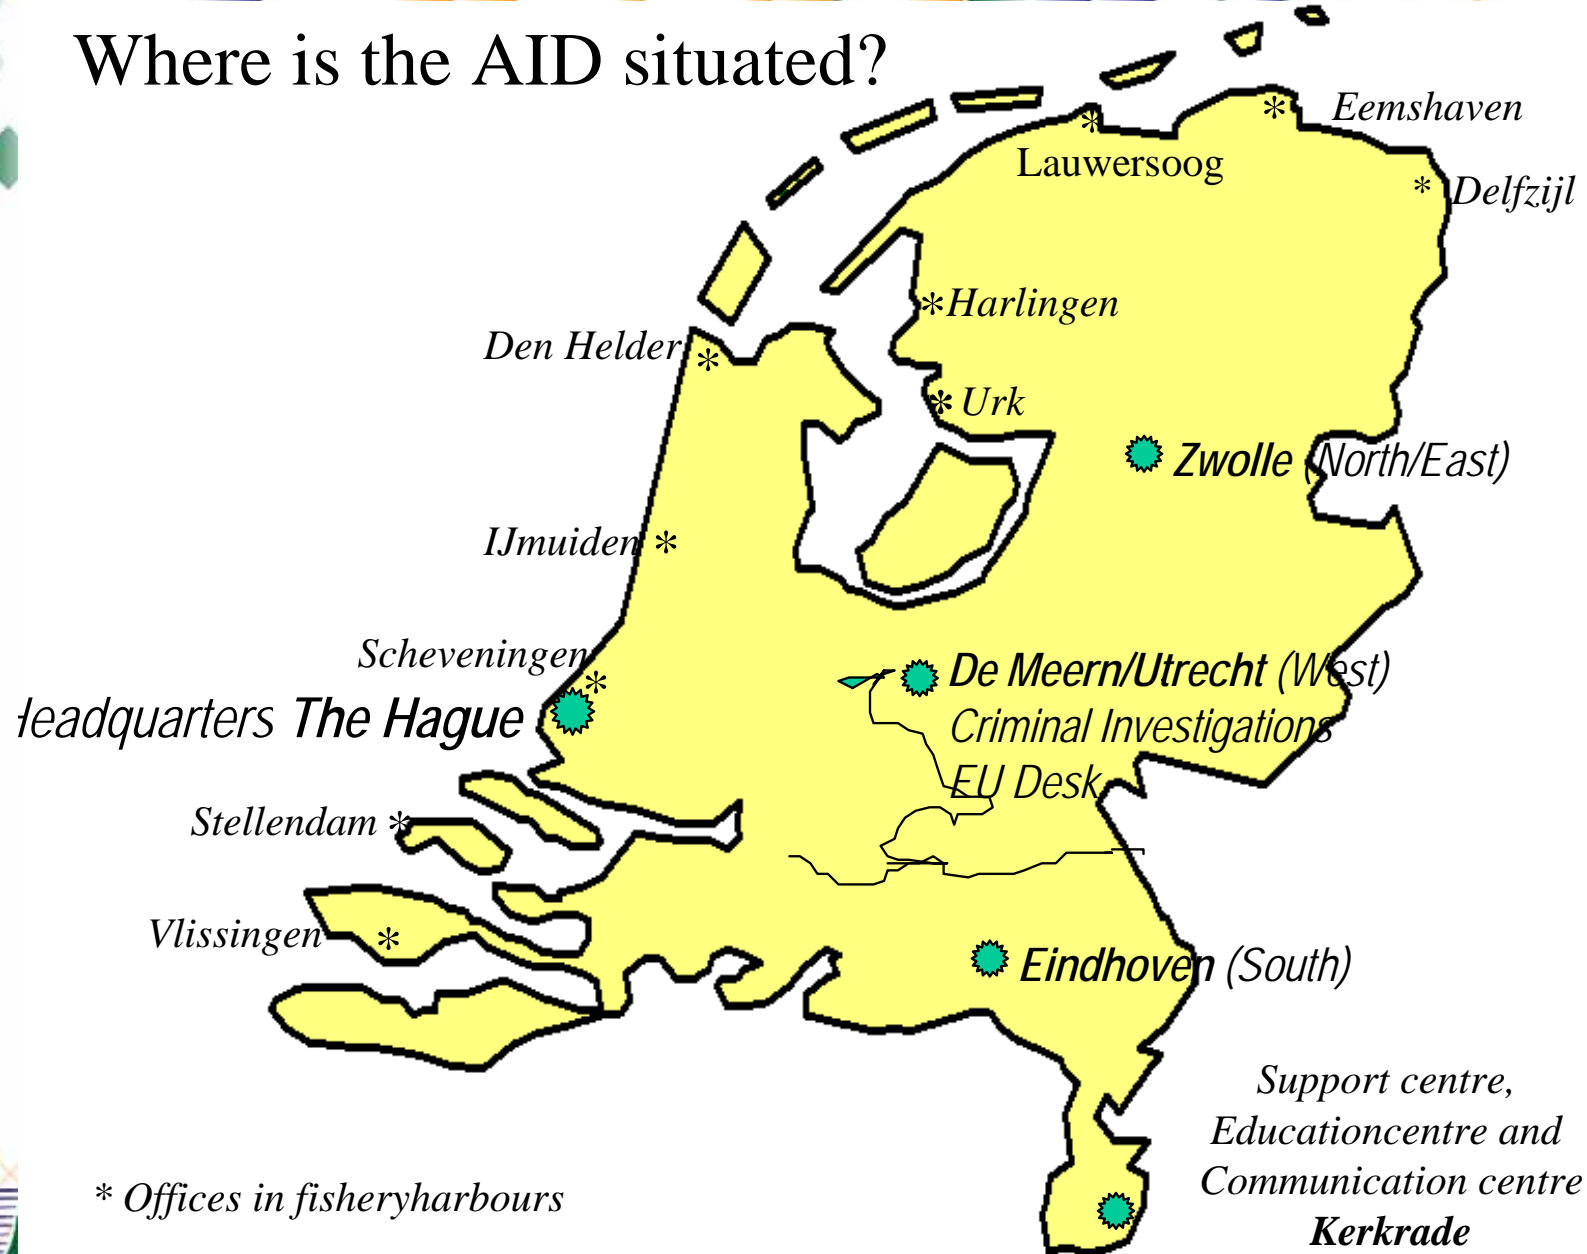 Where is the AID situated?
* Eemshaven
*
Lauwersoog
* Delfzijl
*Harlingen
Den Helder *
* Urk
Zwolle (North/East)
IJmuiden *
Scheveningen *
De Meern/Utrecht (West)
Headquarters The Hague
Criminal Investigations
EU Desk
Stellendam *
Vlissingen *
Eindhoven (South)
Support centre,
Educationcentre and
Communication centre
Kerkrade
* Offices in fisheryharbours